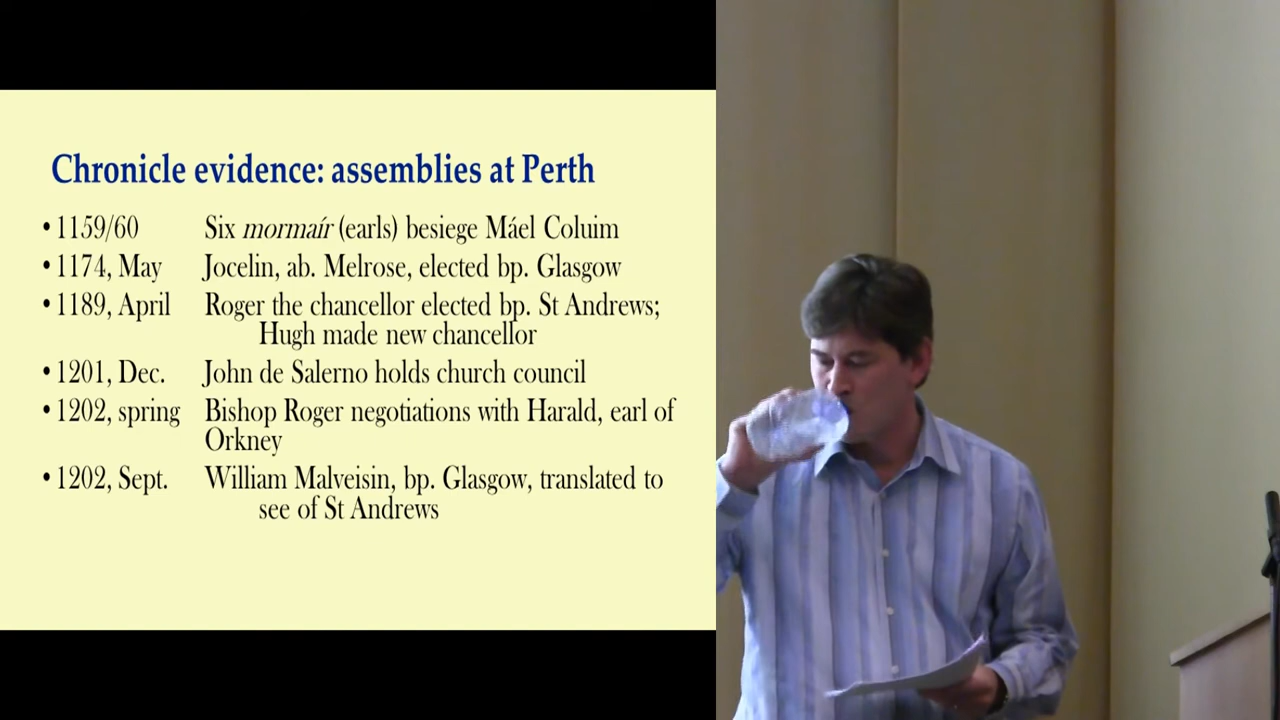 Chronicle evidence: assemblies at Perth
• 1159/60 Six mormaír (earls) besiege Máel Coluim
• 1174, May Jocelin, ab. Melrose, elected bp. Glasgow
• 1189, April Roger the chancellor elected bp. St Andrews;
Hugh made new chancellor
• 1201, Dec. John de Salerno holds church council
• 1202, spring Bishop Roger negotiations with Harald, earl of
Orkney
• 1202, Sept. William Malveisin, bp. Glasgow, translated to
see of St Andrews